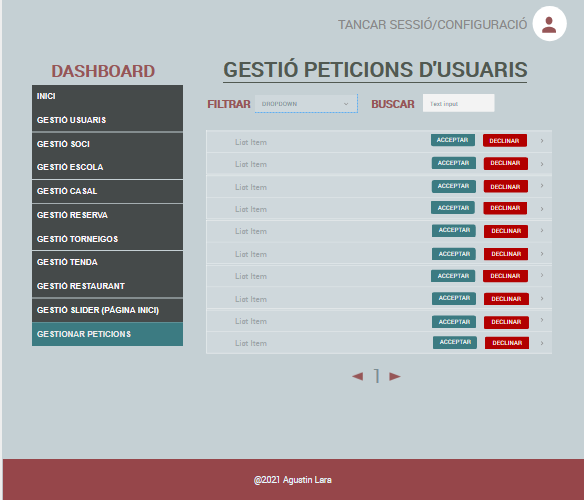 TANCAR SESSIÓ/CONFIGURACIÓ
DASHBOARD
INICI
GESTIÓ USUARIS
GESTIÓ SOCI
GESTIÓ ESCOLA
GESTIÓ CASAL
GESTIÓ RESERVA
GESTIÓ TORNEIGOS
GESTIÓ TENDA
GESTIÓ RESTAURANT
GESTIÓ SLIDER (PÁGINA INICI)
GESTIONAR PETICIONS
GESTIÓ PETICIONS D'USUARIS
FILTRAR DROPDOWN BUSCAR Text input
List Item ACCEPTAR DECLINAR
List Item ACCEPTAR DECLINAR
List Item ACCEPTAR DECLINAR
List Item ACCEPTAR DECLINAR
List Item ACCEPTAR DECLINAR
List Item ACCEPTAR DECLINAR
List Item ACCEPTAR DECLINAR
List Item ACCEPTAR DECLINAR
List Item ACCEPTAR DECLINAR
List Item ACCEPTAR DECLINAR
1
@2021 Agustin Lara